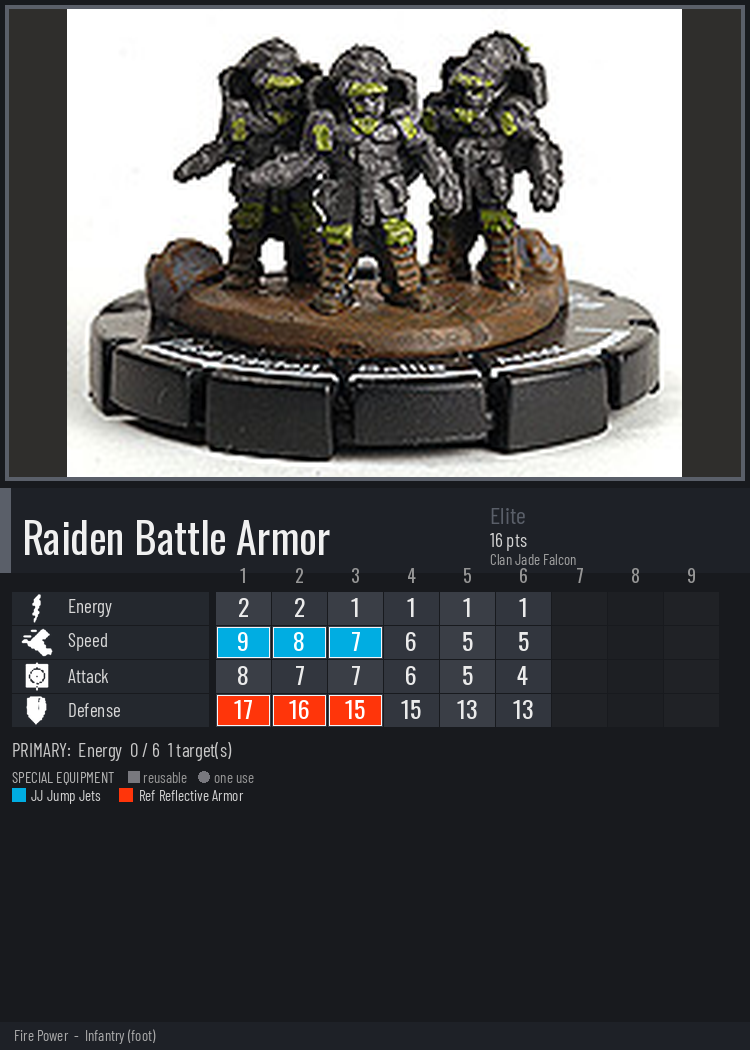 Raiden Battle Armor
Elite
16 pts
Clan Jade Falcon
1 2 3 4 5 6 7 8 9
Energy 2 2 1 1 1 1
Speed 9 8 7 6 5 5
Attack 8 7 7 6 5 4
Defense 17 16 15 15 13 13
PRIMARY: Energy 0 / 6 1 target(s)
SPECIAL EQUIPMENT reusable one use
JJ Jump Jets Ref Reflective Armor
Fire Power - Infantry (foot)